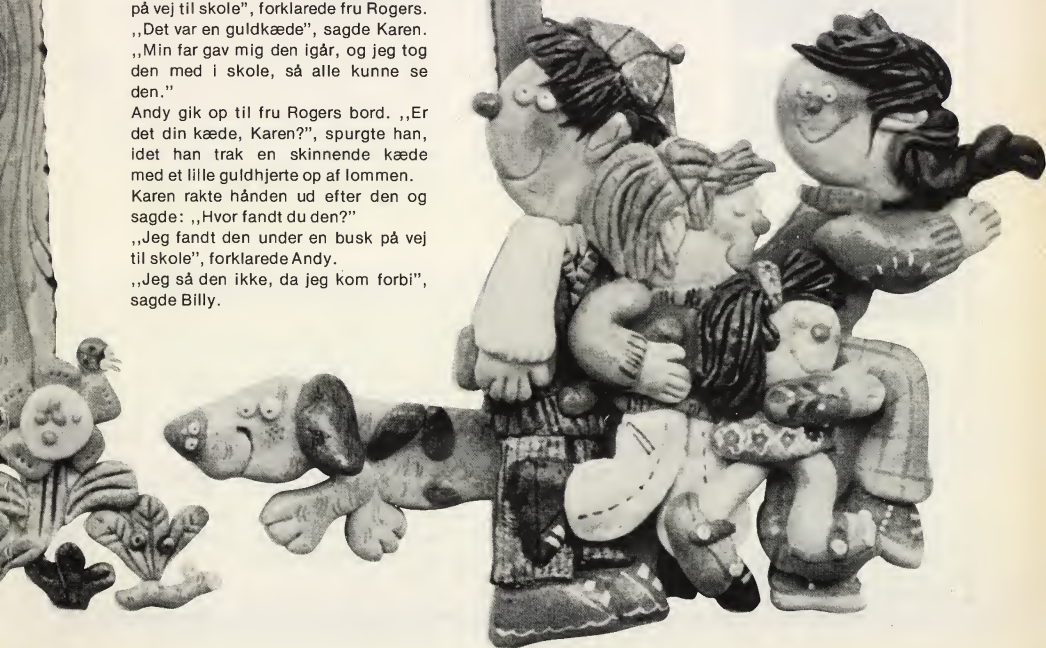 på vej til skole”, forklarede fru Rogers.
,,Det var en guldkæde”, sagde Karen.
,,Min far gav mig den igår, og jeg tog
den med i skole, så alle kunne se
den.”
Andy gik op til fru Rogers bord. ,,Er
det din kæde, Karen?”, spurgte han,
idet han trak en skinnende kæde
med et lille guldhjerte op af lommen.
Karen rakte hånden ud efter den og
sagde: ,,Hvor fandt du den?”
,,Jeg fandt den under en busk på vej
til skole”, forklarede Andy.
,,Jeg så den ikke, da jeg kom forbi”,
sagde Billy.